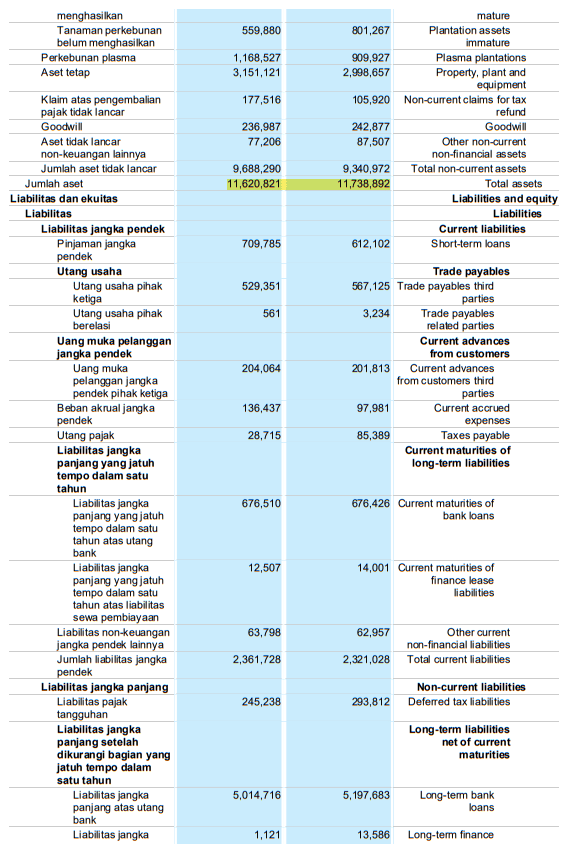 menghasilkan mature
Tanaman perkebunan 559,880 801,267 Plantation assets
belum menghasilkan immature
Perkebunan plasma 1,168,527 909,927 Plasma plantations
Aset tetap 3,151,121 2,998,657 Property, plant and
equipment
Klaim atas pengembalian 177,516 105,920 Non-current claims for tax
pajak tidak lancar refund
Goodwill 236,987 242,877 Goodwill
Aset tidak lancar 77,206 87,507 Other non-current
non-keuangan lainnya non-financial assets
Jumlah aset tidak lancar 9,688,290 9,340,972 Total non-current assets
Jumlah aset 11,620,821 11,738,892 Total assets
Liabilitas dan ekuitas Liabilities and equity
Liabilitas Liabilities
Liabilitas jangka pendek Current liabilities
Pinjaman jangka 709,785 612,102 Short-term loans
pendek
Utang usaha Trade payables
Utang usaha pihak 529,351 567,125 Trade payables third
ketiga parties
Utang usaha pihak 561 3,234 Trade payables
berelasi related parties
Uang muka pelanggan Current advances
jangka pendek from customers
Uang muka 204,064 201,813 Current advances
pelanggan jangka from customers third
pendek pihak ketiga parties
Beban akrual jangka 136,437 97,981 Current accrued
pendek expenses
Utang pajak 28,715 85,389 Taxes payable
Liabilitas jangka Current maturities of
panjang yang jatuh long-term liabilities
tempo dalam satu
tahun
Liabilitas jangka 676,510 676,426 Current maturities of
panjang yang jatuh bank loans
tempo dalam satu
tahun atas utang
bank
Liabilitas jangka 12,507 14,001 Current maturities of
panjang yang jatuh finance lease
tempo dalam satu liabilities
tahun atas liabilitas
sewa pembiayaan
Liabilitas non-keuangan 63,798 62,957 Other current
jangka pendek lainnya non-financial liabilities
Jumlah liabilitas jangka 2,361,728 2,321,028 Total current liabilities
pendek
Liabilitas jangka panjang Non-current liabilities
Liabilitas pajak 245,238 293,812 Deferred tax liabilities
tangguhan
Liabilitas jangka Long-term liabilities
panjang setelah net of current
dikurangi bagian yang maturities
jatuh tempo dalam
satu tahun
Liabilitas jangka 5,014,716 5,197,683 Long-term bank
panjang atas utang loans
bank
Liabilitas jangka 1,121 13,586 Long-term finance